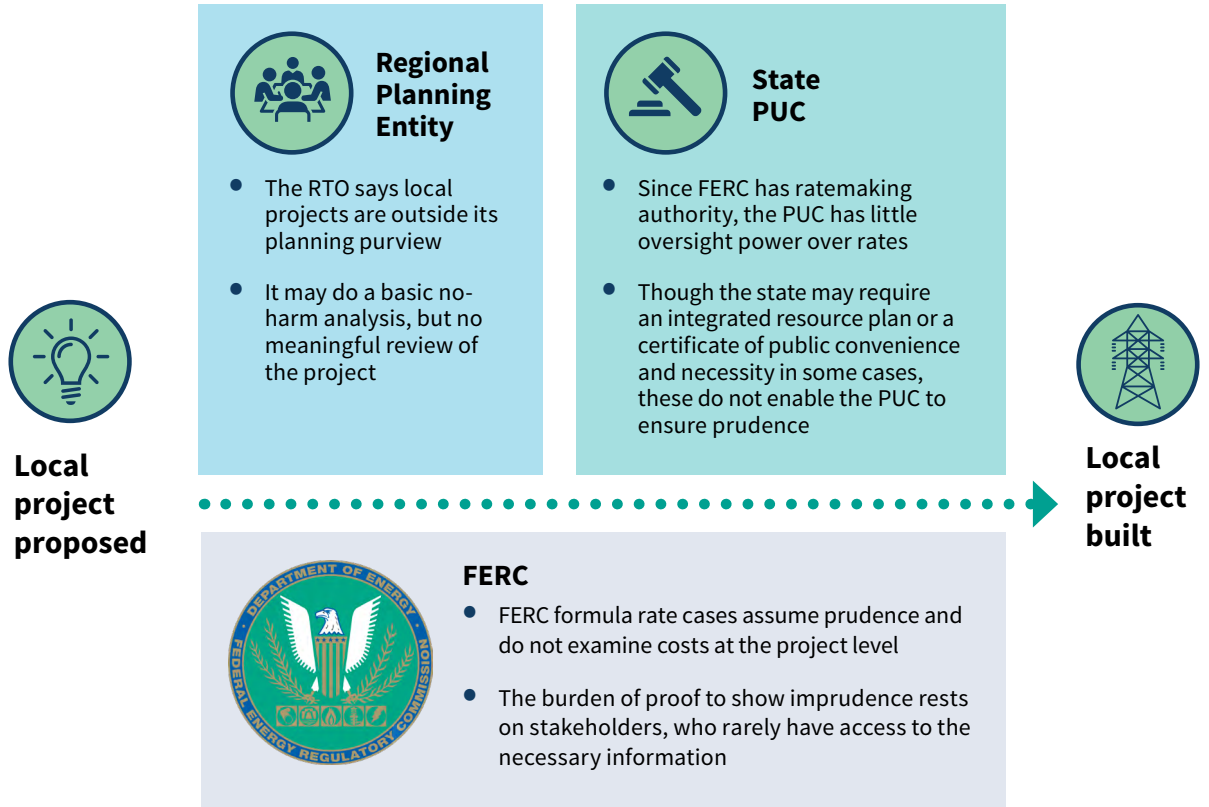 Local
project
proposed
Regional
Planning
Entity
The RTO says local
projects are outside its
planning purview
It may do a basic no-
harm analysis, but no
meaningful review of
the project
State
PUC
Since FERC has ratemaking
authority, the PUC has little
oversight power over rates
Though the state may require
an integrated resource plan or a
certificate of public convenience
and necessity in some cases,
these do not enable the PUC to
ensure prudence
DEPARTMENT OF ENERGY
FEDERAL ENERGY REGULATORY COMMISSION
FERC
FERC formula rate cases assume prudence and
do not examine costs at the project level
The burden of proof to show imprudence rests
on stakeholders, who rarely have access to the
necessary information
Local
project
built